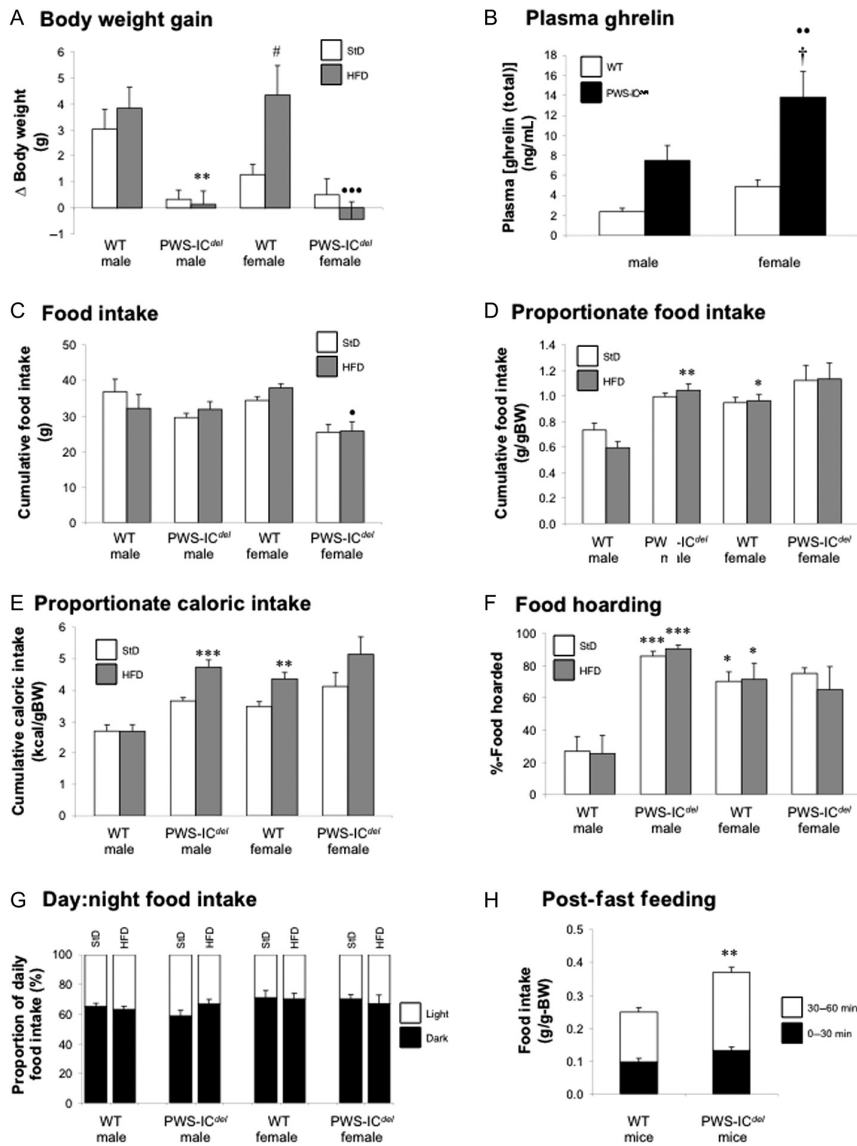 A Body weight gain
StD
HFD
Δ Body weight
(g)
6
5
4
3
2
1
0
–1
**
#
•••
WT
male
PWS-ICdel
male
WT
female
PWS-ICdel
female
B Plasma ghrelin
WT
Plasma [ghrelin (total)]
(ng/mL)
18
16
14
12
10
8
6
4
2
0
••
†
male
female
C Food intake
StD
HFD
Cumulative food intake
(g)
50
40
30
20
10
0
•
WT
male
PWS-ICdel
male
WT
female
PWS-ICdel
female
D Proportionate food intake
StD
HFD
Cumulative food intake
(g/gBW)
1.4
1.2
1.0
0.8
0.6
0.4
0.2
0.0
**
*
WT
male
WT
female
PWS-ICdel
female
E Proportionate caloric intake
StD
HFD
Cumulative caloric intake
(kcal/gBW)
6
5
4
3
2
1
0
***
**
WT
male
PWS-ICdel
male
WT
female
PWS-ICdel
female
F Food hoarding
StD
HFD
%-Food hoarded
100
80
60
40
20
0
***
***
*
*
WT
male
PWS-ICdel
male
WT
female
PWS-ICdel
female
G Day:night food intake
StD HFD StD HFD StD HFD StD HFD
Proportion of daily
food intake (%)
100
80
60
40
20
0
Light
Dark
WT
male
PWS-ICdel
male
WT
female
PWS-ICdel
female
H Post-fast feeding
Food intake
(g/g-BW)
0.5
0.4
0.3
0.2
0.1
0.0
**
30–60 min
0–30 min
WT
mice
PWS-ICdel
mice